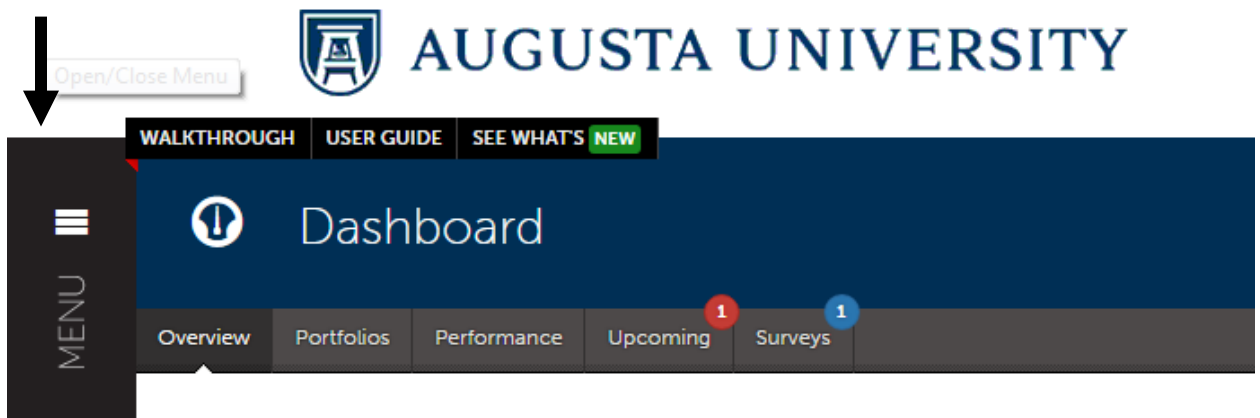 AUGUSTA UNIVERSITY
Open/Close Menu
WALKTHROUGH USER GUIDE SEE WHAT'S NEW
Dashboard
MENU
1 1
Overview Portfolios Performance Upcoming Surveys